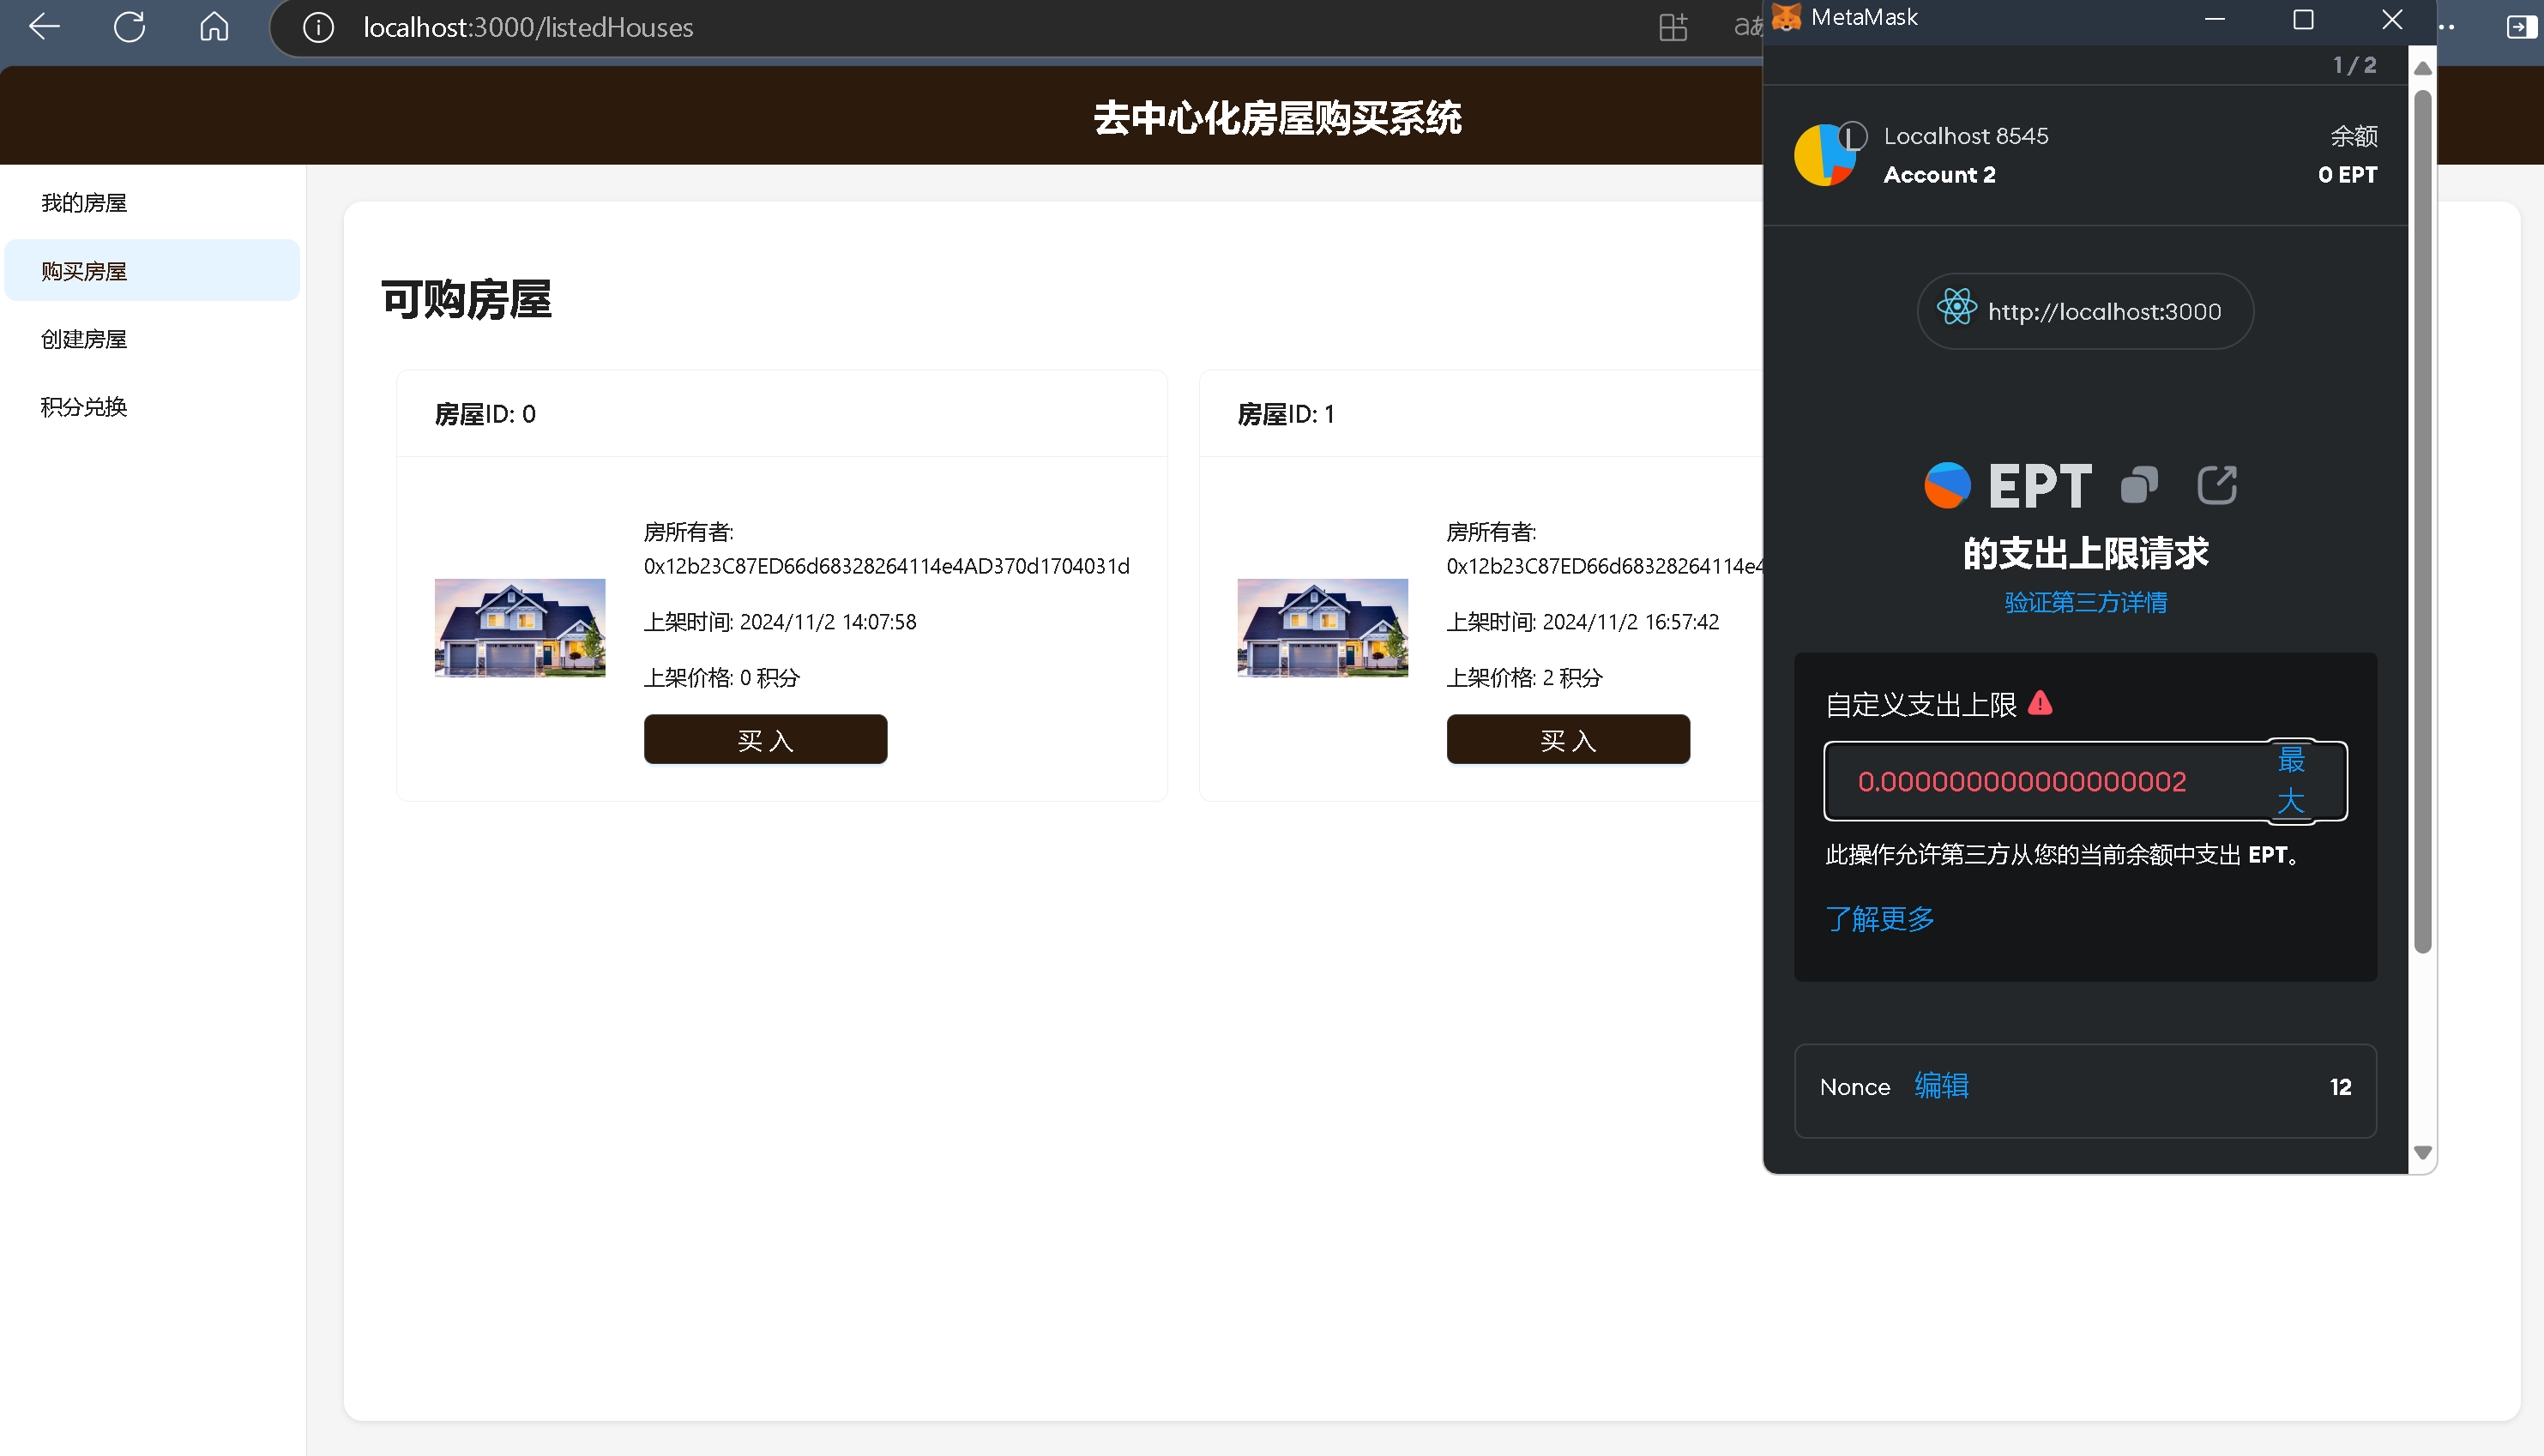 localhost:3000/listedHouses
去中心化房屋购买系统
我的房屋
购买房屋
创建房屋
积分兑换
可购房屋
房屋ID: 0
房所有者:
0x12b23C87ED66d68328264114e4AD370d1704031d
上架时间: 2024/11/2 14:07:58
上架价格: 0 积分
买 入
房屋ID: 1
房所有者:
0x12b23C87ED66d68328264114e4
上架时间: 2024/11/2 16:57:42
上架价格: 2 积分
买 入
MetaMask
1 / 2
L
Localhost 8545
余额
Account 2
0 EPT
http://localhost:3000
EPT
的支出上限请求
验证第三方详情
自定义支出上限
0.000000000000000002
最大
此操作允许第三方从您的当前余额中支出 EPT。
了解更多
Nonce 编辑
12